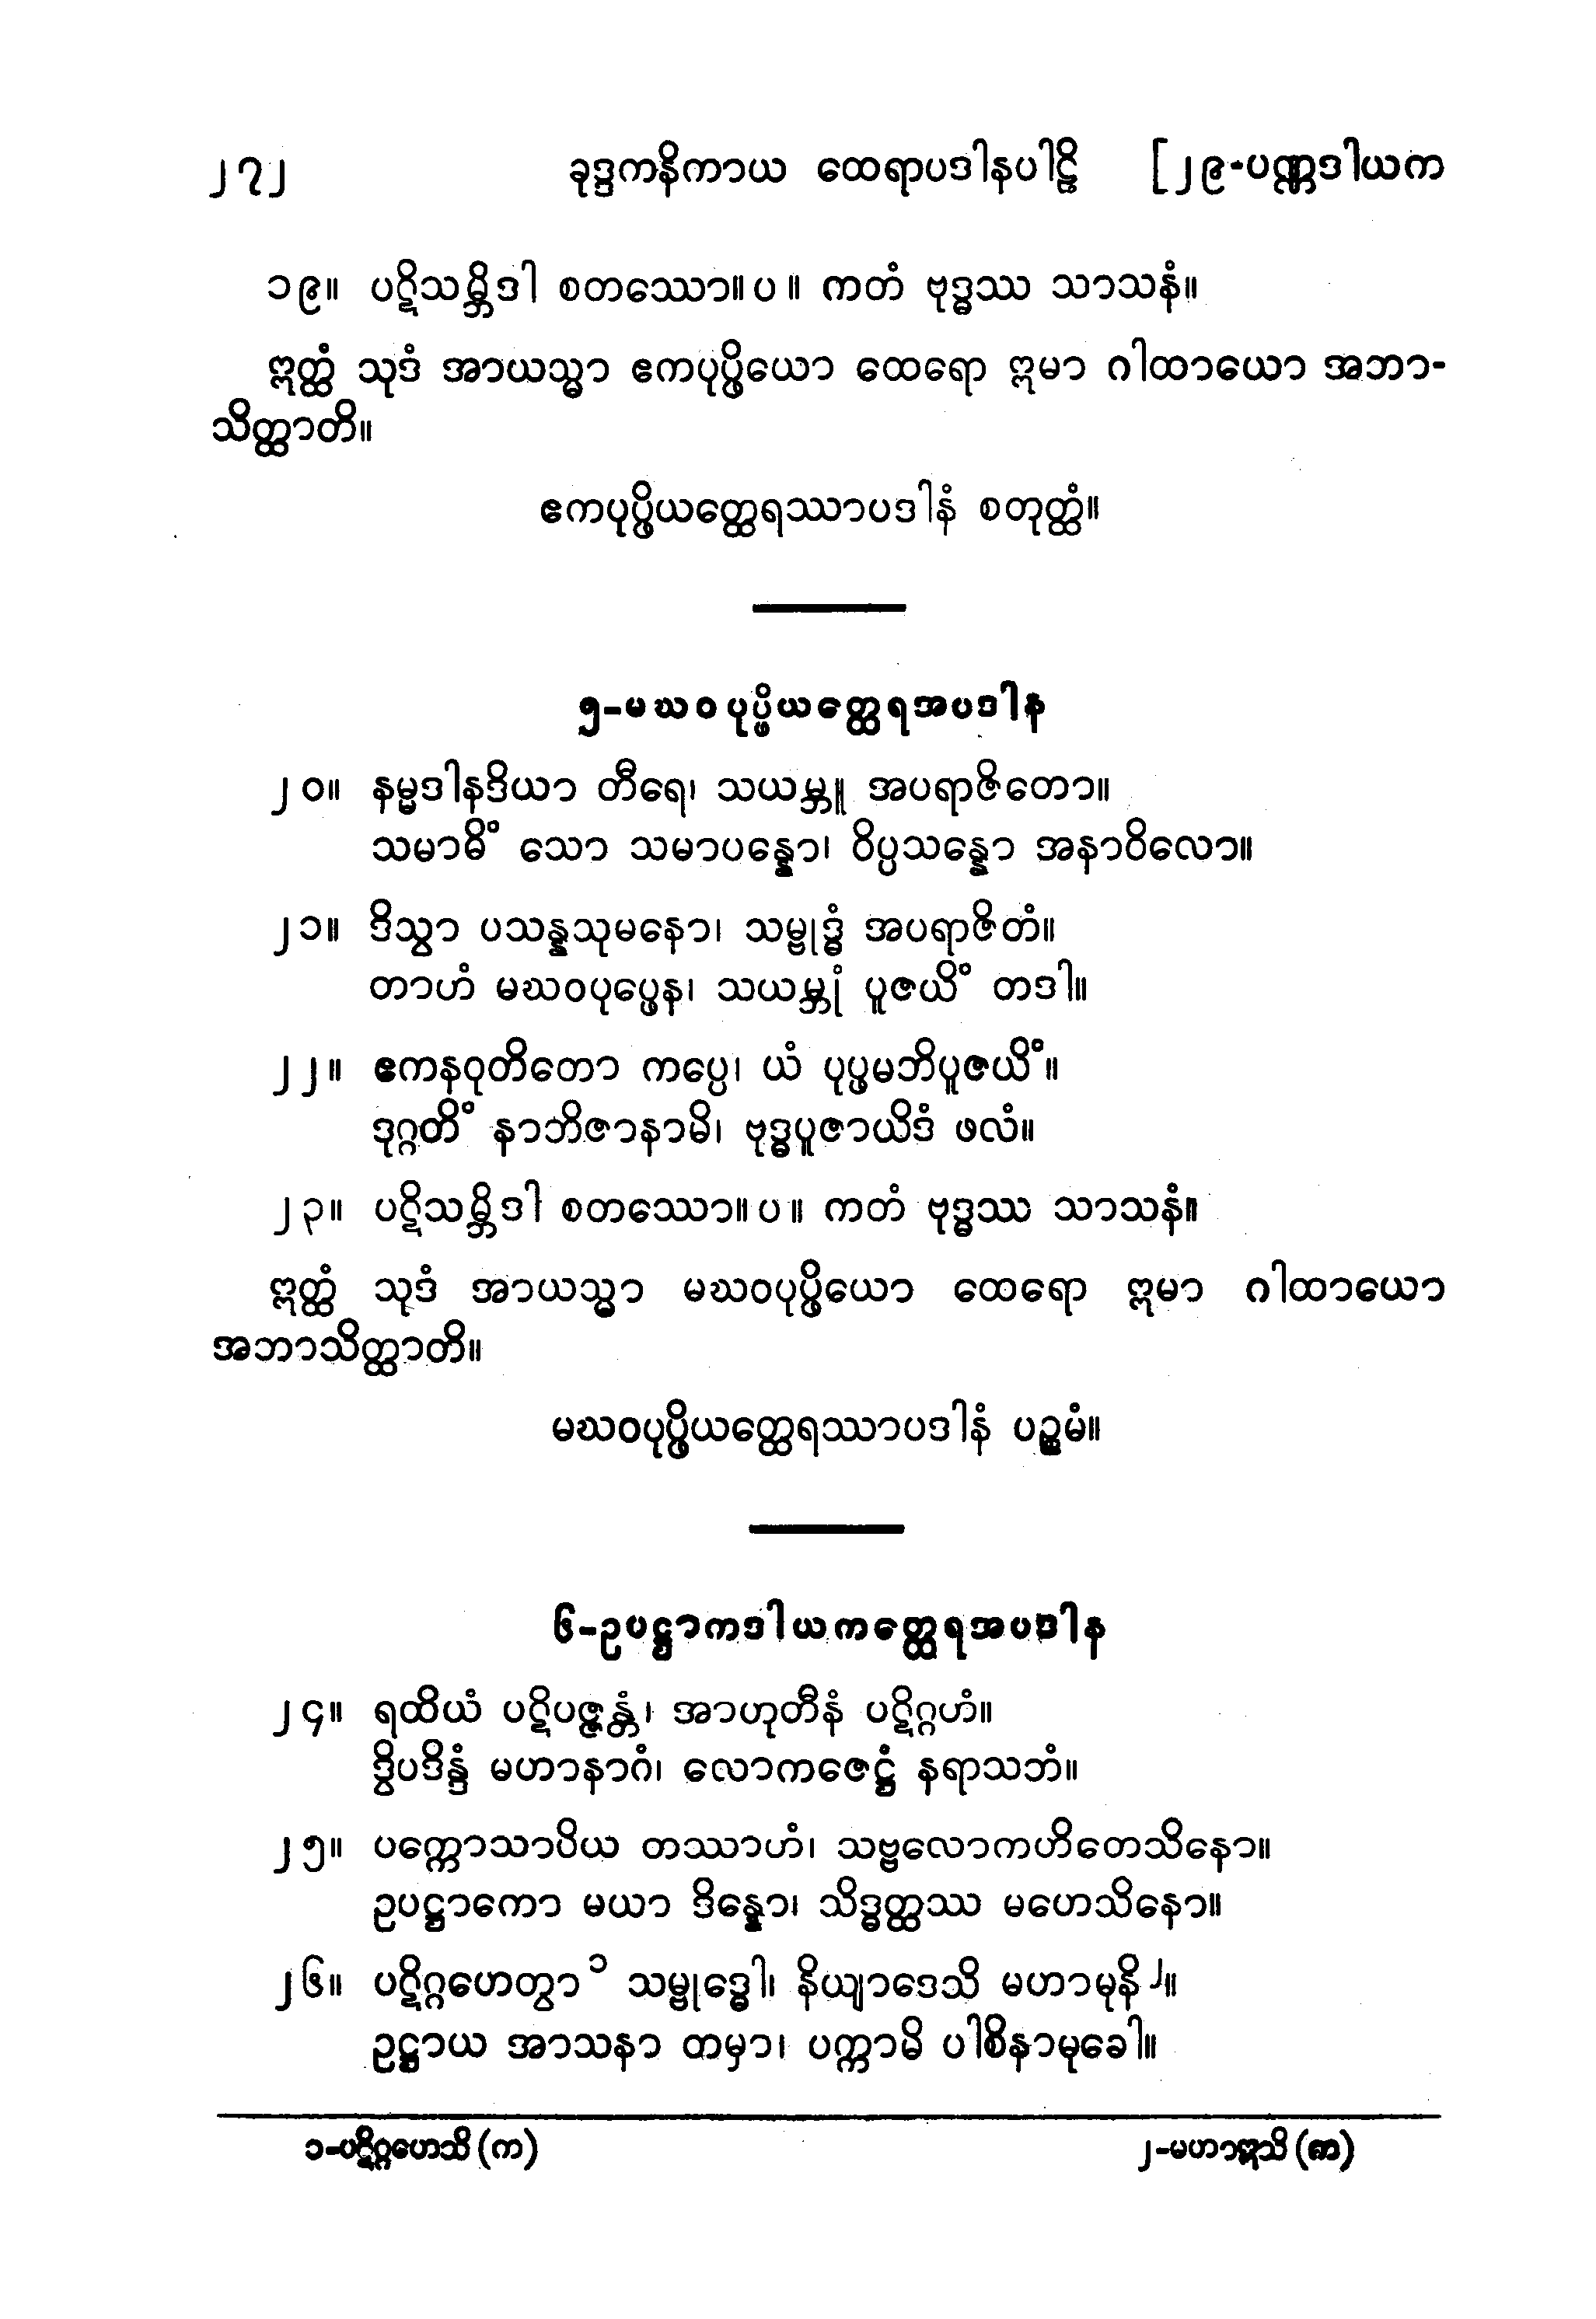 ၂၇၂ ခုဒ္ဒကနိကာယ ထေရာပဒါနပါဠိ [၂၉-ပဏ္ဏဒါယက
၁၉။ ပဋိသမ္ဘိဒါ စတဿော။ပ။ ကတံ ဗုဒ္ဓဿ သာသနံ။
ဣတ္ထံ သုဒံ အာယသ္မာ ဧကပုပ္ဖိယော ထေရော ဣမာ ဂါထာယော အဘာ-
သိတ္ထာတိ။
ဧကပုပ္ဖိယတ္ထေရဿာပဒါနံ စတုတ္ထံ။
၅-မဃဝပုပ္ဖိယတ္ထေရအပဒါန
၂၀။ နမ္မဒါနဒိယာ တီရေ၊ သယမ္ဘူ အပရာဇိတော။
သမာဓိံ သော သမာပန္နော၊ ဝိပ္ပသန္နော အနာဝိလော။
၂၁။ ဒိသွာ ပသန္နသုမနော၊ သမ္ဗုဒ္ဓံ အပရာဇိတံ။
တာဟံ မဃဝပုပ္ဖေန၊ သယမ္ဘုံ ပူဇယိံ တဒါ။
၂၂။ ဧကနဝုတိတော ကပ္ပေ၊ ယံ ပုပ္ဖမဘိပူဇယိံ။
ဒုဂ္ဂတိံ နာဘိဇာနာမိ၊ ဗုဒ္ဓပူဇာယိဒံ ဖလံ။
၂၃။ ပဋိသမ္ဘိဒါ စတဿော။ပ။ ကတံ ဗုဒ္ဓဿ သာသနံ။
ဣတ္ထံ သုဒံ အာယသ္မာ မဃဝပုပ္ဖိယော ထေရော ဣမာ ဂါထာယော
အဘာသိတ္ထာတိ။
မဃဝပုပ္ဖိယတ္ထေရဿာပဒါနံ ပဉ္စမံ။
၆-ဥပဋ္ဌာကဒါယကတ္ထေရအပဒါန
၂၄။ ရထိယံ ပဋိပဇ္ဇန္တံ၊ အာဟုတီနံ ပဋိဂ္ဂဟံ။
ဒွိပဒိန္ဒံ မဟာနာဂံ၊ လောကဇေဋ္ဌံ နရာသဘံ။
၂၅။ ပက္ကောသာပိယ တဿာဟံ၊ သဗ္ဗလောကဟိတေသိနော။
ဥပဋ္ဌာကော မယာ ဒိန္နော၊ သိဒ္ဓတ္ထဿ မဟေသိနော။
၂၆။ ပဋိဂ္ဂဟေတွာ ၁ သမ္ဗုဒ္ဓေါ၊ နိယျာဒေသိ မဟာမုနိ ၂။
ဥဋ္ဌာယ အာသနာ တမှာ၊ ပက္ကာမိ ပါစိနာမုခေါ။
၁-ပဋိဂ္ဂဟေသိ (က) ၂-မဟာဣသိ (က)